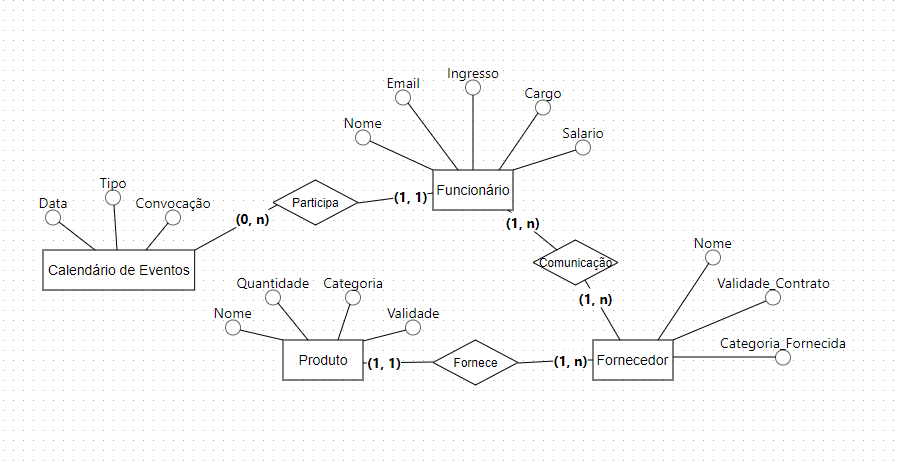 Ingresso
Email
Cargo
Nome
Salario
Funcionário
Tipo
Data
Convocação
Participa
(1, 1)
(0, n)
(1, n)
Calendário de Eventos
Comunicação
(1, n)
Nome
Validade_Contrato
Categoria_Fornecida
Quantidade
Categoria
Nome
Validade
Produto
(1, 1)
Fornece
(1, n)
Fornecedor